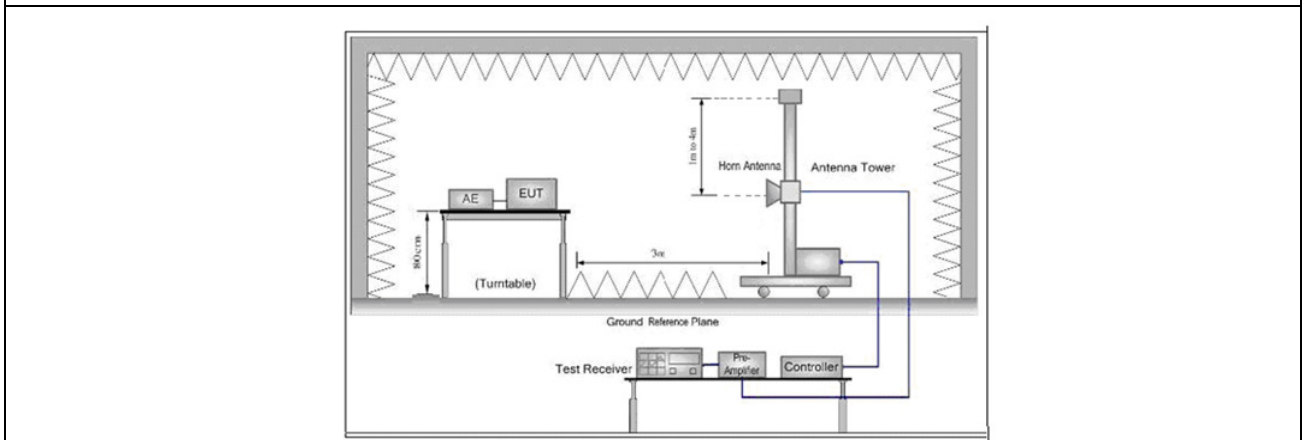 1m to 4m
Horn Antenna
Antenna Tower
AE
EUT
80cm
3m
(Turntable)
Ground Reference Plane
Test Receiver
Pre-
Amplifier
Controller